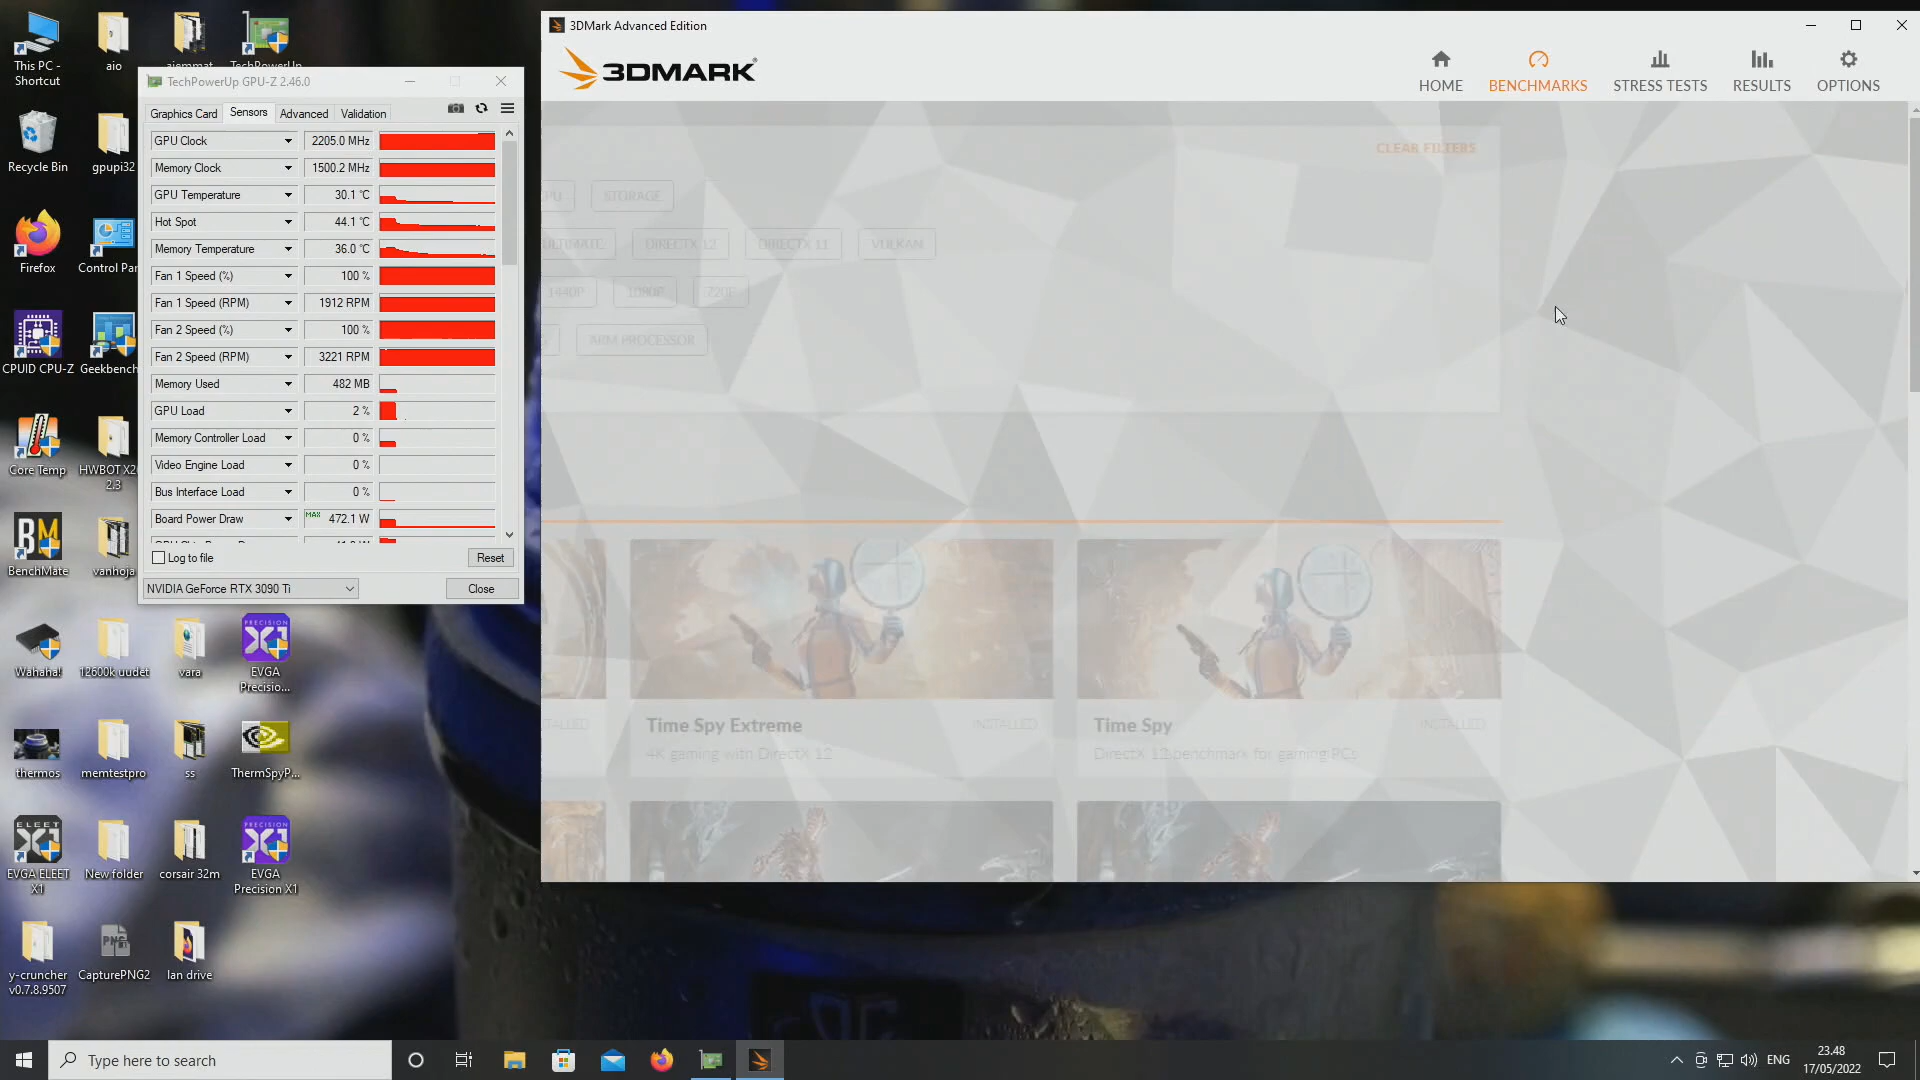 This PC -
Shortcut
aio
TechPowerUp
Recycle Bin
gpupi32
Firefox
CPUID CPU-Z
Core Temp
2.3
BenchMate
vanhoja
Wahaha!
12600k uudet
vara
EVGA
Precisio...
thermos
memtestpro
ss
ThermSpyP...
EVGA ELEET
X1
New folder
corsair 32m
EVGA
Precision X1
y-cruncher
v0.7.8.9507
CapturePNG2
lan drive
ELEET
X1
PRECISION
X1
BM
PNG
TechPowerUp GPU-Z 2.46.0
Graphics Card Sensors Advanced Validation
GPU Clock 2205.0 MHz
Memory Clock 1500.2 MHz
GPU Temperature 30.1 °C
Hot Spot 44.1 °C
Memory Temperature 36.0 °C
Fan 1 Speed (%) 100 %
Fan 1 Speed (RPM) 1912 RPM
Fan 2 Speed (%) 100 %
Fan 2 Speed (RPM) 3221 RPM
Memory Used 482 MB
GPU Load 2 %
Memory Controller Load 0 %
Video Engine Load 0 %
Bus Interface Load 0 %
Board Power Draw MAX 472.1 W
Log to file Reset
NVIDIA GeForce RTX 3090 Ti Close
3DMark Advanced Edition
3DMARK
HOME BENCHMARKS STRESS TESTS RESULTS OPTIONS
CLEAR FILTERS
STORAGE
ULTIMATE DIRECTX 12 DIRECTX 11 VULKAN
1440P 1080P 720P
ARM PROCESSOR
Time Spy Extreme INSTALLED
4K gaming with DirectX 12
Time Spy INSTALLED
DirectX 12 benchmark for gaming PCs
Type here to search
ENG
23.48
17/05/2022